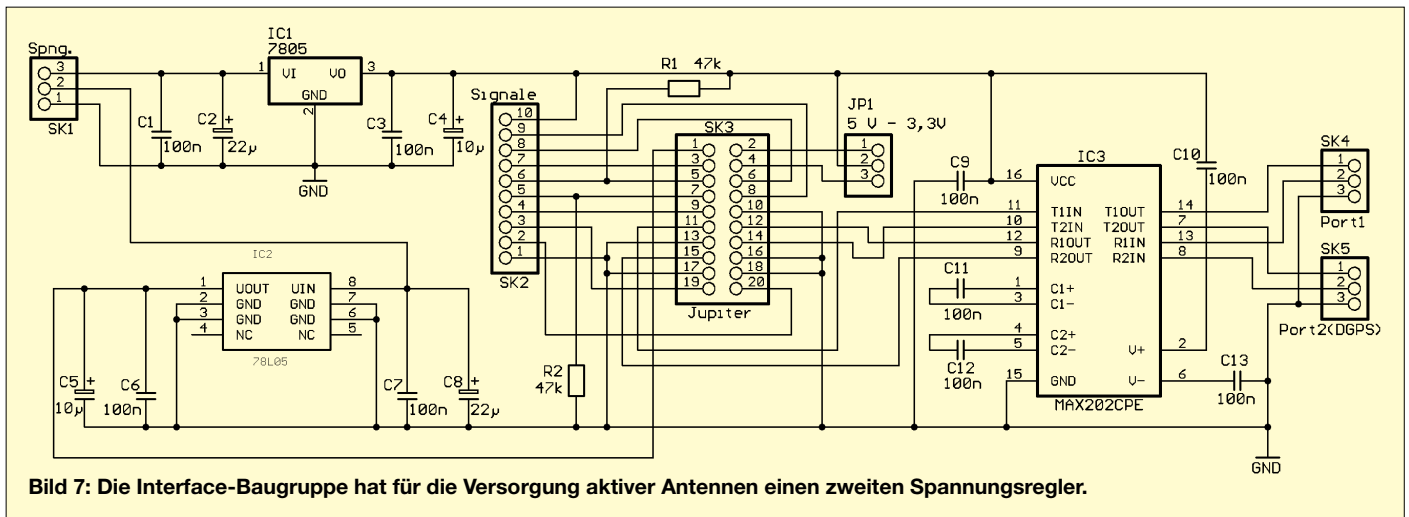 Spng.
3
2
1
SK1
IC1
7805
1
VI
VO
3
GND
2
C1
100n
C2
+
22µ
GND
C3
100n
C4
+
10µ
R1 47k
Signale
10
9
8
7
6
5
4
3
2
1
SK2
SK3
1
3
5
7
9
11
13
15
17
19
2
4
6
8
10
12
14
16
18
20
Jupiter
JP1
5 V - 3,3V
1
2
3
C9
100n
IC3
16
VCC
11
T1IN
10
T2IN
12
R1OUT
9
R2OUT
1
C1+
3
C1-
4
C2+
5
C2-
15
GND
T1OUT
14
T2OUT
7
R1IN
13
R2IN
8
V+
2
V-
6
MAX202CPE
C10
100n
C11
100n
C12
100n
C13
100n
SK4
1
2
3
Port1
SK5
1
2
3
Port2(DGPS)
GND
IC2
1
UOUT
UIN
8
2
GND
GND
7
3
GND
GND
6
4
NC
NC
5
78L05
C5
+
10µ
C6
100n
C7
100n
C8
+
22µ
R2
47k
Bild 7: Die Interface-Baugruppe hat für die Versorgung aktiver Antennen einen zweiten Spannungsregler.